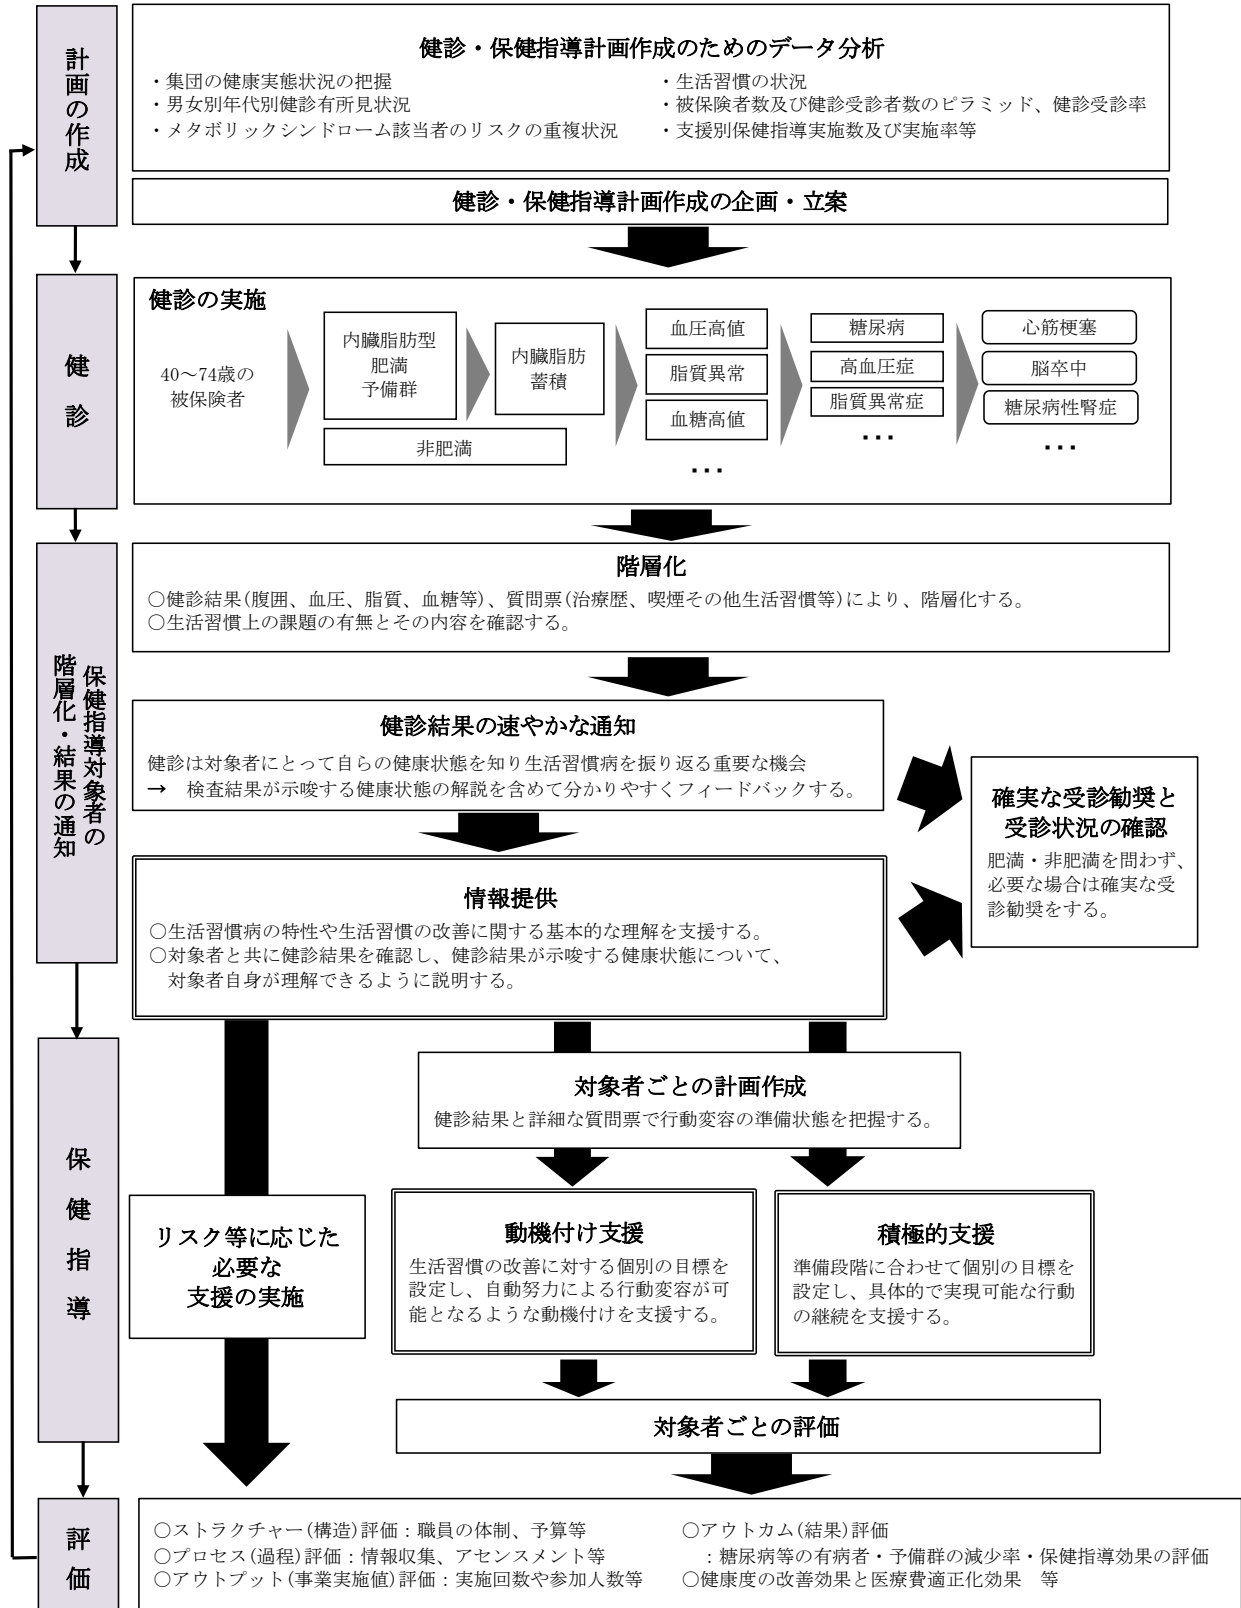 計画の作成
健診・保健指導計画作成のためのデータ分析
・集団の健康実態状況の把握
・男女別年代別健診有所見状況
・メタボリックシンドローム該当者のリスクの重複状況
・生活習慣の状況
・被保険者数及び健診受診者数のピラミッド、健診受診率
・支援別保健指導実施数及び実施率等
健診・保健指導計画作成の企画・立案
健診
健診の実施
40～74歳の
被保険者
内臓脂肪型
肥満
予備群
非肥満
内臓脂肪
蓄積
血圧高値
脂質異常
血糖高値
･･･
糖尿病
高血圧症
脂質異常症
･･･
心筋梗塞
脳卒中
糖尿病性腎症
･･･
保健指導対象者の
階層化・結果の通知
階層化
○健診結果(腹囲、血圧、脂質、血糖等)、質問票(治療歴、喫煙その他生活習慣等)により、階層化する。
○生活習慣上の課題の有無とその内容を確認する。
健診結果の速やかな通知
健診は対象者にとって自らの健康状態を知り生活習慣病を振り返る重要な機会
→ 検査結果が示唆する健康状態の解説を含めて分かりやすくフィードバックする。
確実な受診勧奨と
受診状況の確認
肥満・非肥満を問わず、
必要な場合は確実な受
診勧奨をする。
情報提供
○生活習慣病の特性や生活習慣の改善に関する基本的な理解を支援する。
○対象者と共に健診結果を確認し、健診結果が示唆する健康状態について、
対象者自身が理解できるように説明する。
保健指導
対象者ごとの計画作成
健診結果と詳細な質問票で行動変容の準備状態を把握する。
リスク等に応じた
必要な
支援の実施
動機付け支援
生活習慣の改善に対する個別の目標を
設定し、自動努力による行動変容が可
能となるような動機付けを支援する。
積極的支援
準備段階に合わせて個別の目標を
設定し、具体的で実現可能な行動
の継続を支援する。
対象者ごとの評価
評価
○ストラクチャー(構造)評価：職員の体制、予算等
○プロセス(過程)評価：情報収集、アセンスメント等
○アウトプット(事業実施値)評価：実施回数や参加人数等
○アウトカム(結果)評価
：糖尿病等の有病者・予備群の減少率・保健指導効果の評価
○健康度の改善効果と医療費適正化効果 等